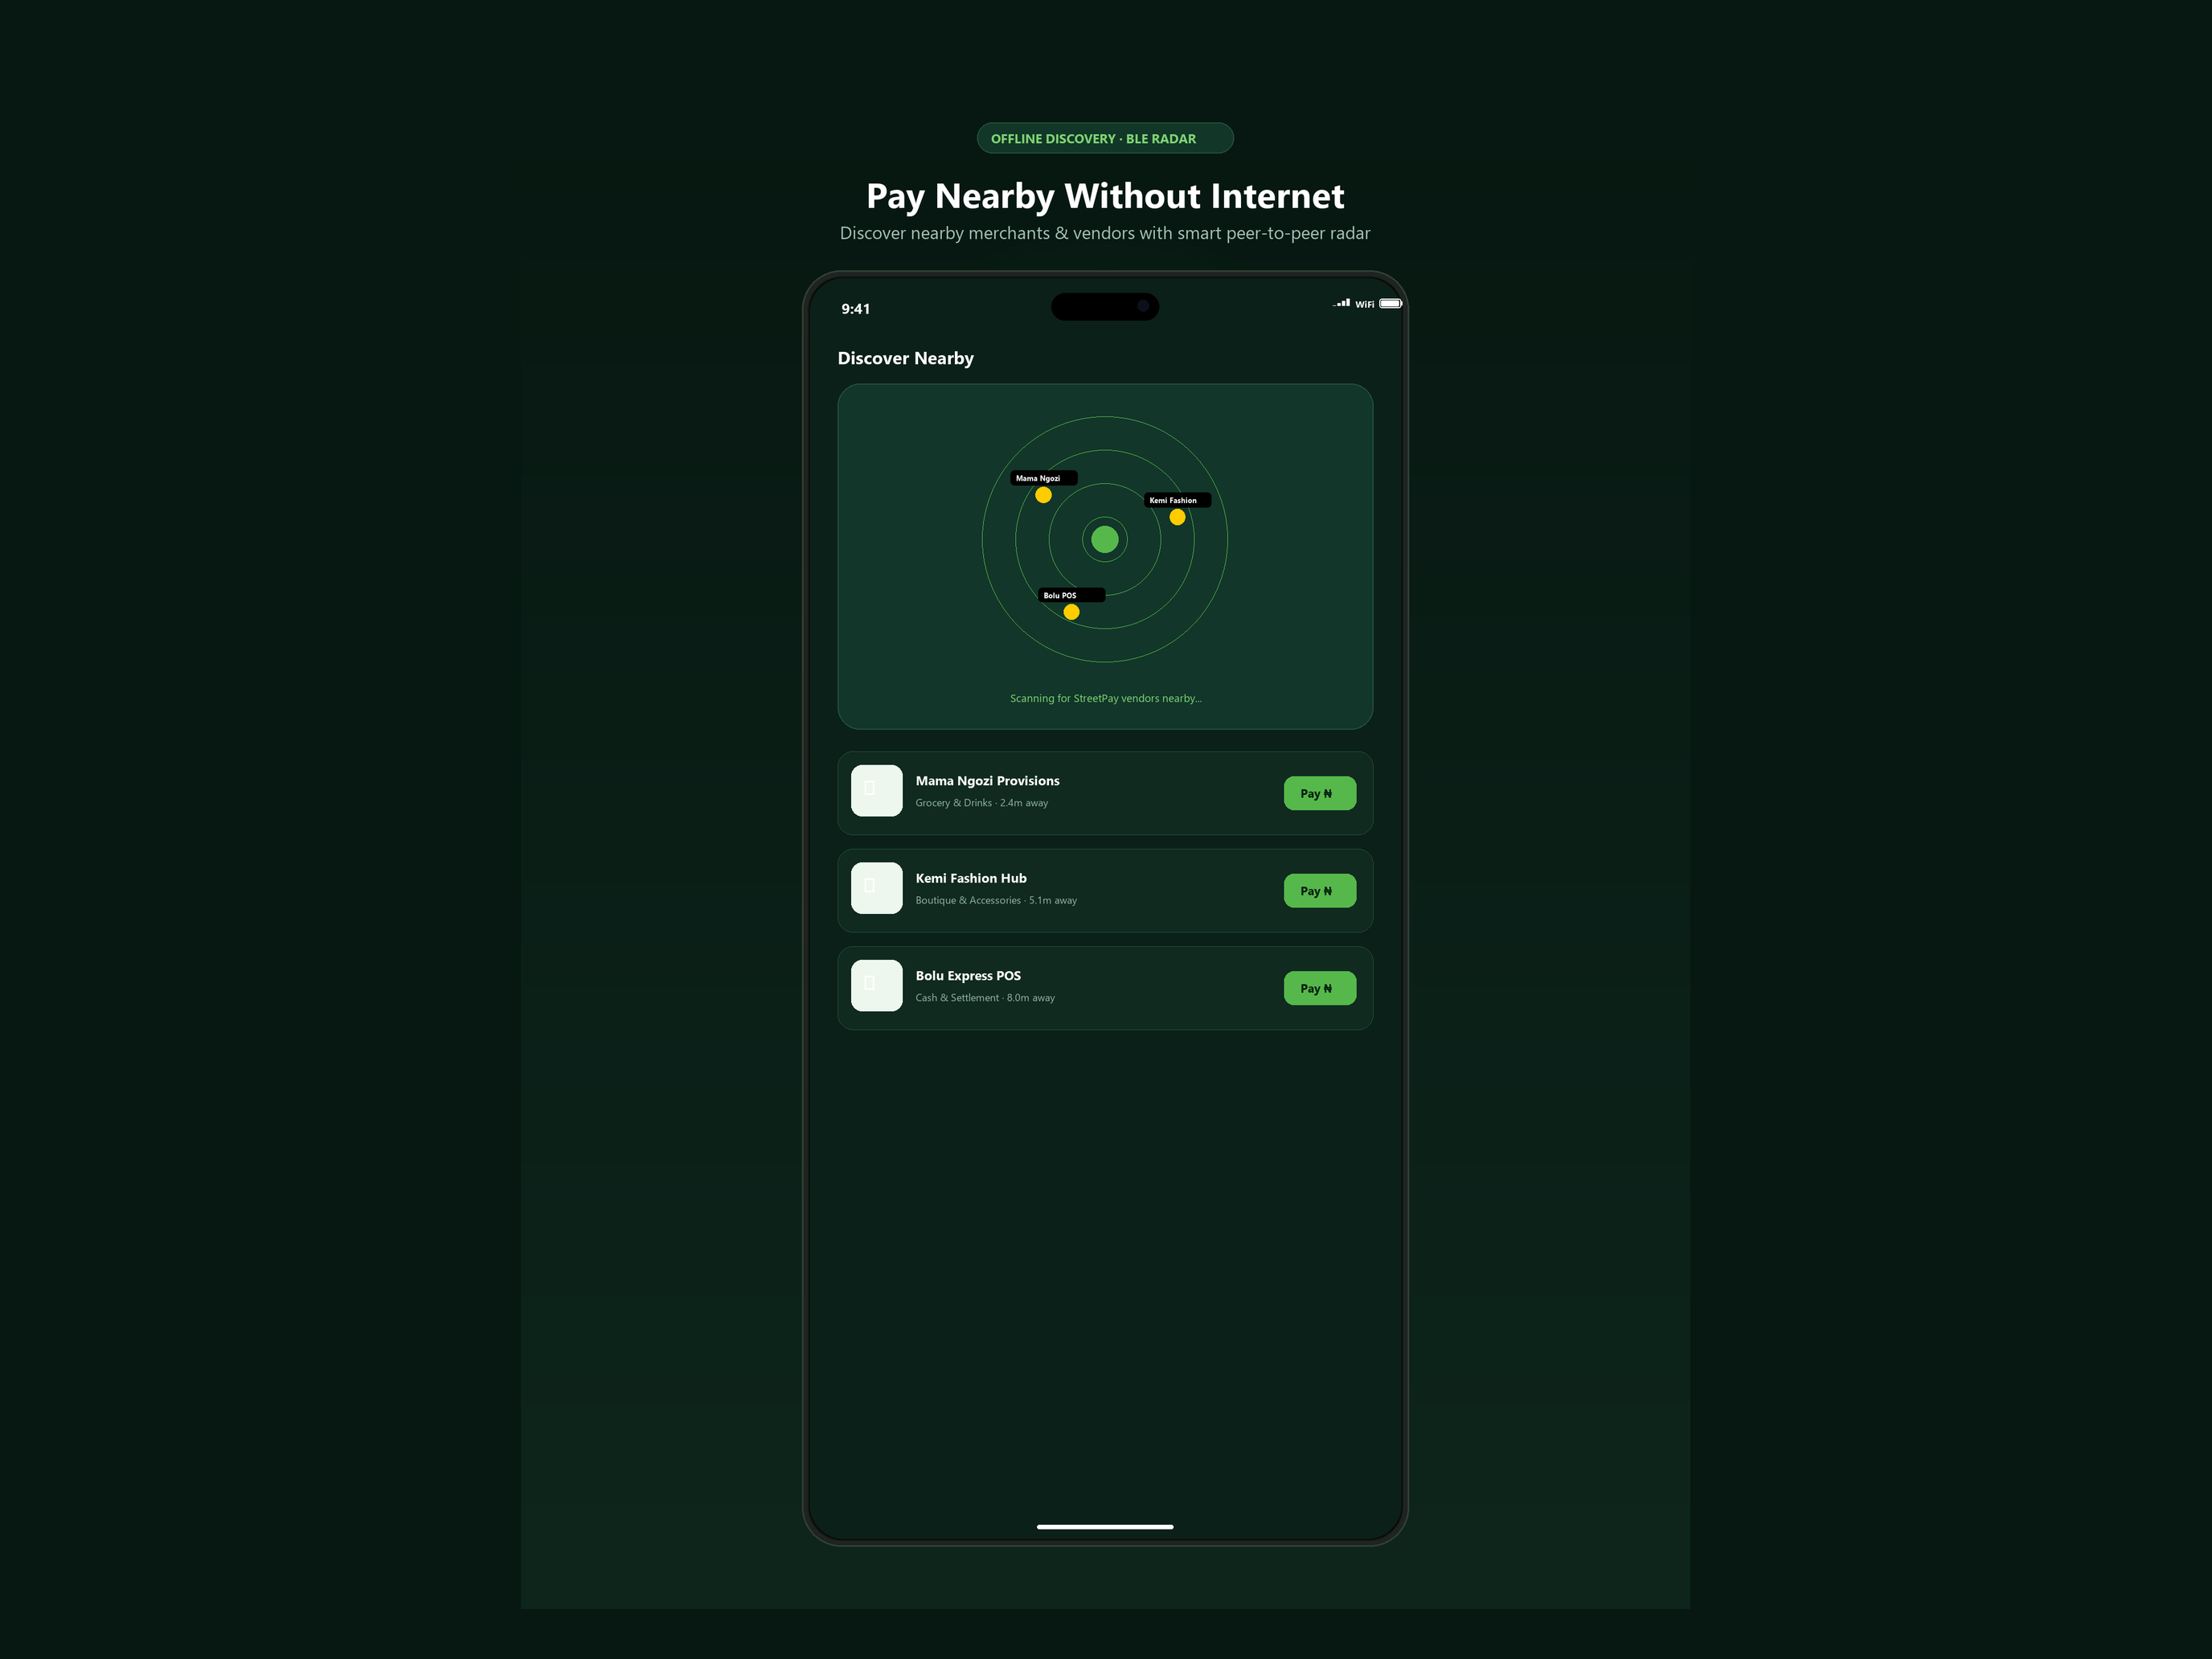 OFFLINE DISCOVERY · BLE RADAR
Pay Nearby Without Internet
Discover nearby merchants & vendors with smart peer-to-peer radar
9:41
WiFi
Discover Nearby
Mama Ngozi
Kemi Fashion
Bolu POS
Scanning for StreetPay vendors nearby...
Mama Ngozi Provisions
Grocery & Drinks · 2.4m away
Pay ₦
Kemi Fashion Hub
Boutique & Accessories · 5.1m away
Pay ₦
Bolu Express POS
Cash & Settlement · 8.0m away
Pay ₦